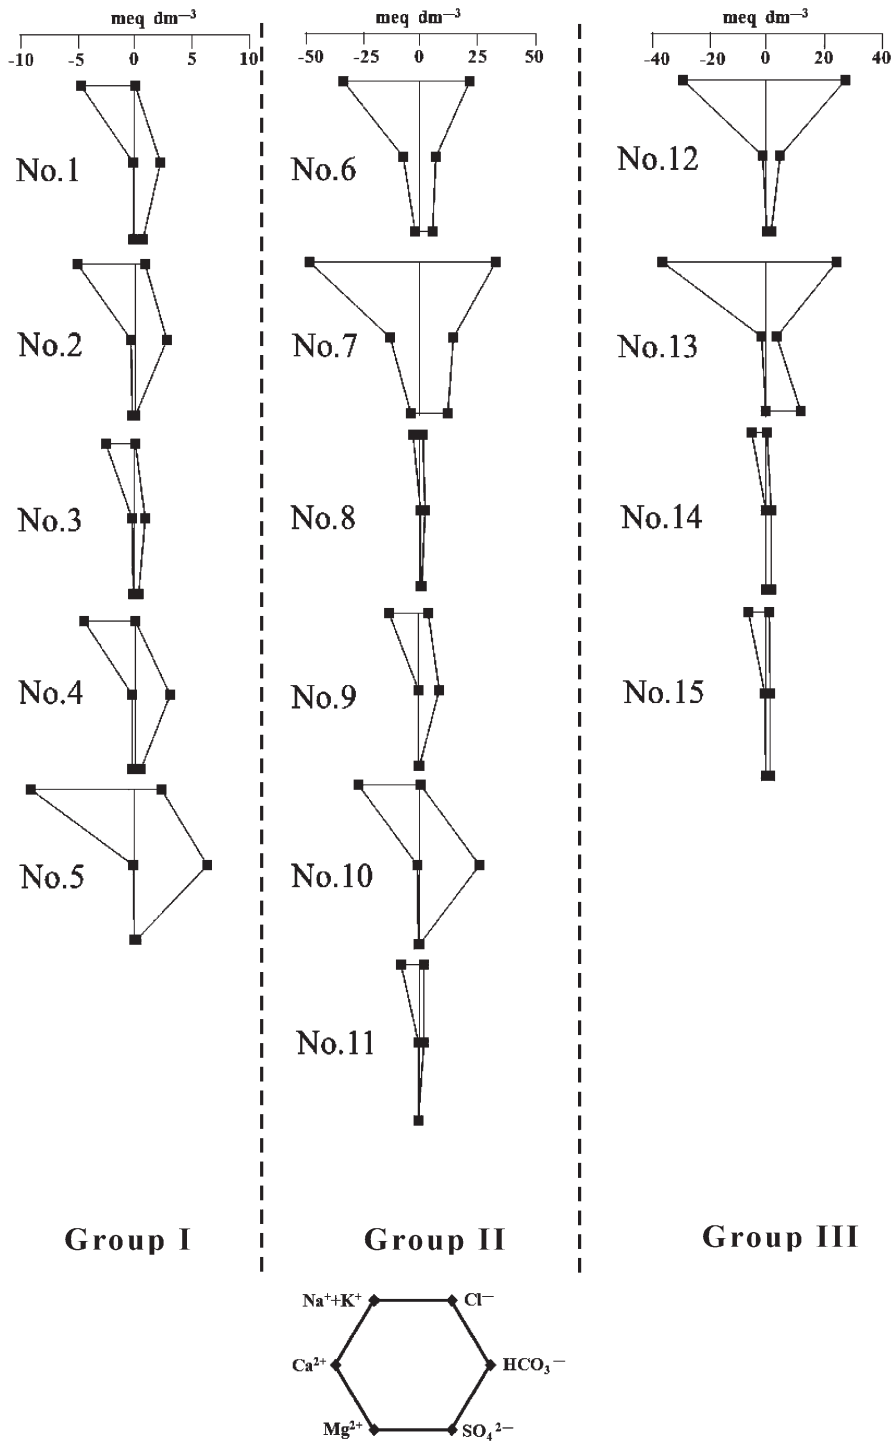 meq dm⁻³
-10 -5 0 5 10
No.1
No.2
No.3
No.4
No.5
Group I
meq dm⁻³
-50 -25 0 25 50
No.6
No.7
No.8
No.9
No.10
No.11
Group II
meq dm⁻³
-40 -20 0 20 40
No.12
No.13
No.14
No.15
Group III
Na⁺+K⁺ Cl⁻
Ca²⁺ HCO₃⁻
Mg²⁺ SO₄²⁻